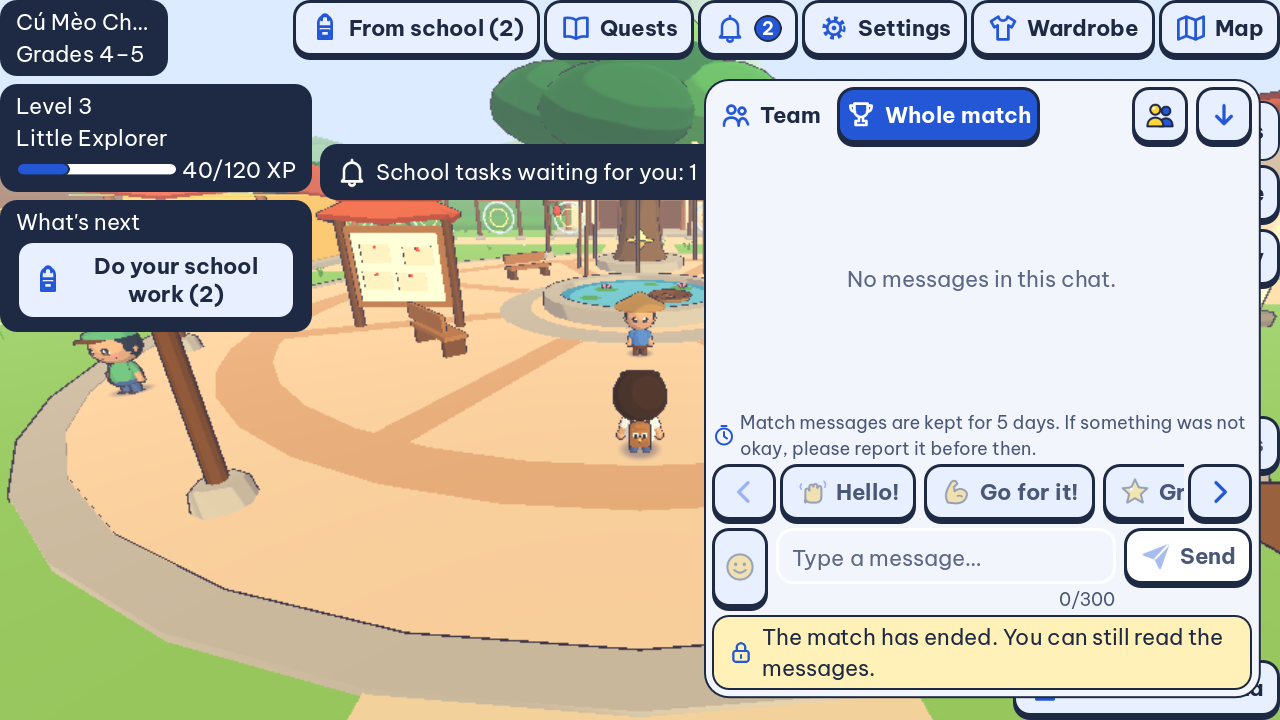 Cú Mèo Ch...
Grades 4–5
From school (2)
Quests
2
Settings
Wardrobe
Map
Level 3
Little Explorer
40/120 XP
What's next
Do your school
work (2)
School tasks waiting for you: 1
Team
Whole match
No messages in this chat.
Match messages are kept for 5 days. If something was not
okay, please report it before then.
Hello!
Go for it!
Gr
Type a message...
Send
0/300
The match has ended. You can still read the
messages.